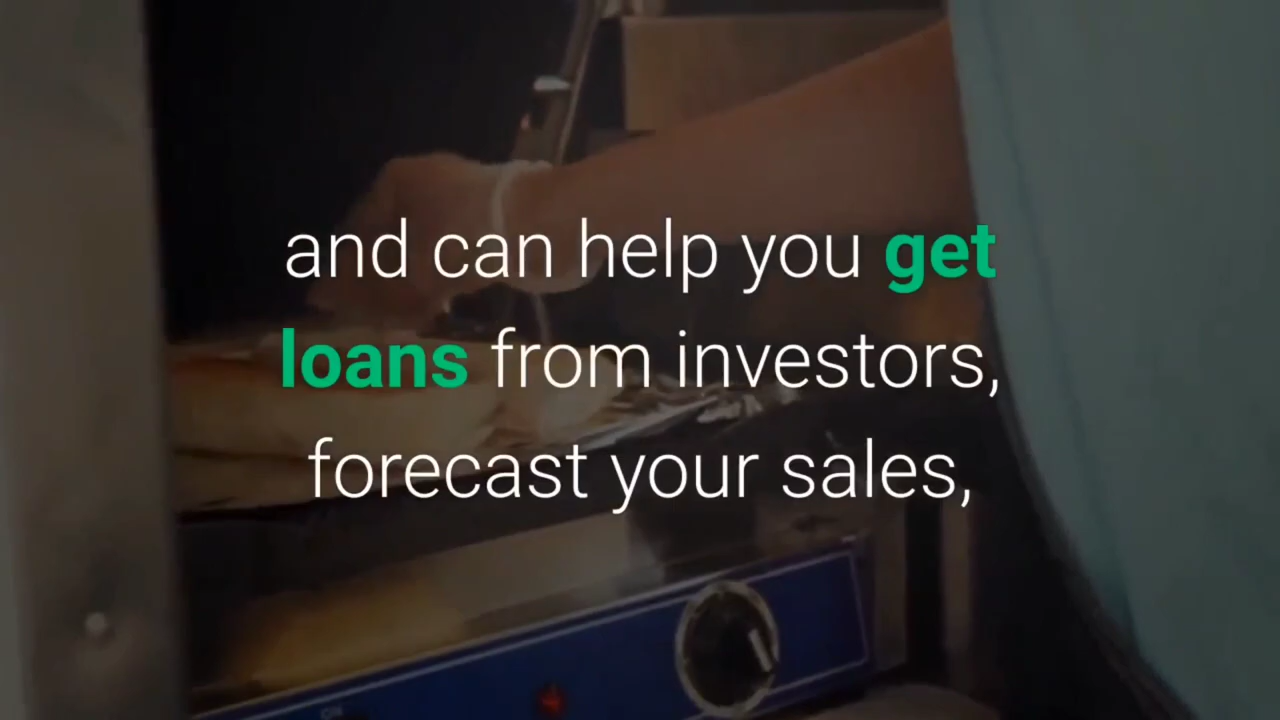 and can help you get
loans from investors,
forecast your sales,